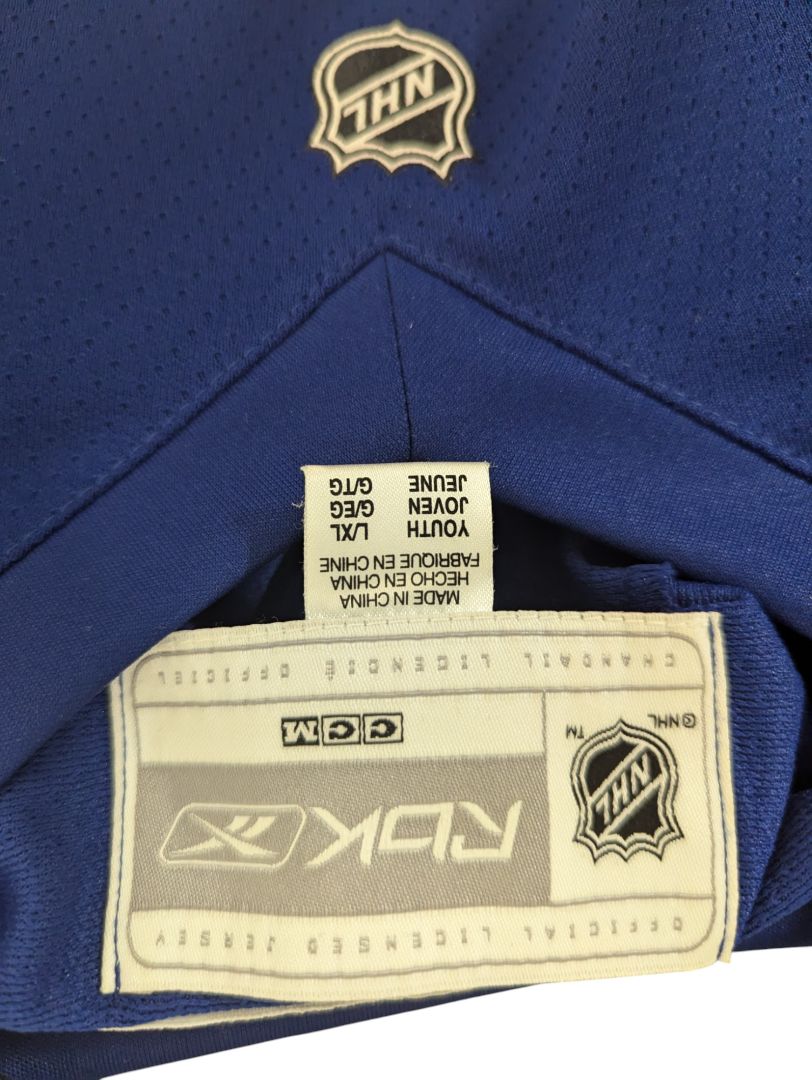 OFFICIAL LICENSED JERSEY
NHL
RBK
CCM
©NHL TM
CHANDAIL LICENCIÉ OFFICIEL
MADE IN CHINA
HECHO EN CHINA
FABRIQUE EN CHINE
YOUTH L/XL
JOVEN G/EG
JEUNE G/TG
NHL